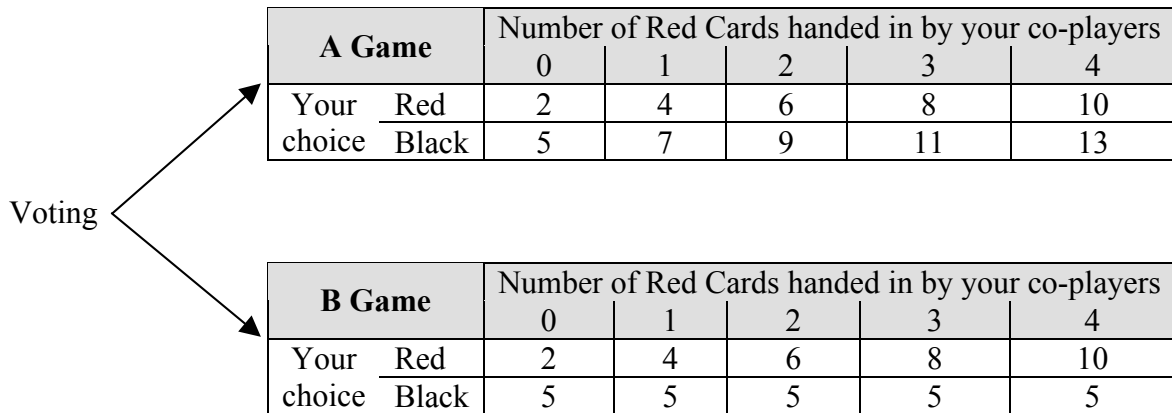 A Game Number of Red Cards handed in by your co-players
0 1 2 3 4
Your choice Red 2 4 6 8 10
Black 5 7 9 11 13
Voting
B Game Number of Red Cards handed in by your co-players
0 1 2 3 4
Your choice Red 2 4 6 8 10
Black 5 5 5 5 5